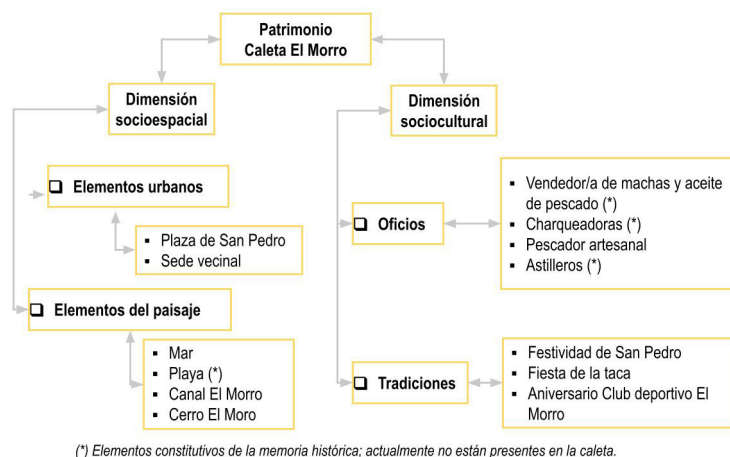 Patrimonio
Caleta El Morro
Dimensión
socioespacial
Dimensión
sociocultural
❑ Elementos urbanos
▪ Plaza de San Pedro
▪ Sede vecinal
❑ Elementos del paisaje
▪ Mar
▪ Playa (*)
▪ Canal El Morro
▪ Cerro El Moro
❑ Oficios
▪ Vendedor/a de machas y aceite
de pescado (*)
▪ Charqueadoras (*)
▪ Pescador artesanal
▪ Astilleros (*)
❑ Tradiciones
▪ Festividad de San Pedro
▪ Fiesta de la taca
▪ Aniversario Club deportivo El
Morro
(*) Elementos constitutivos de la memoria histórica; actualmente no están presentes en la caleta.